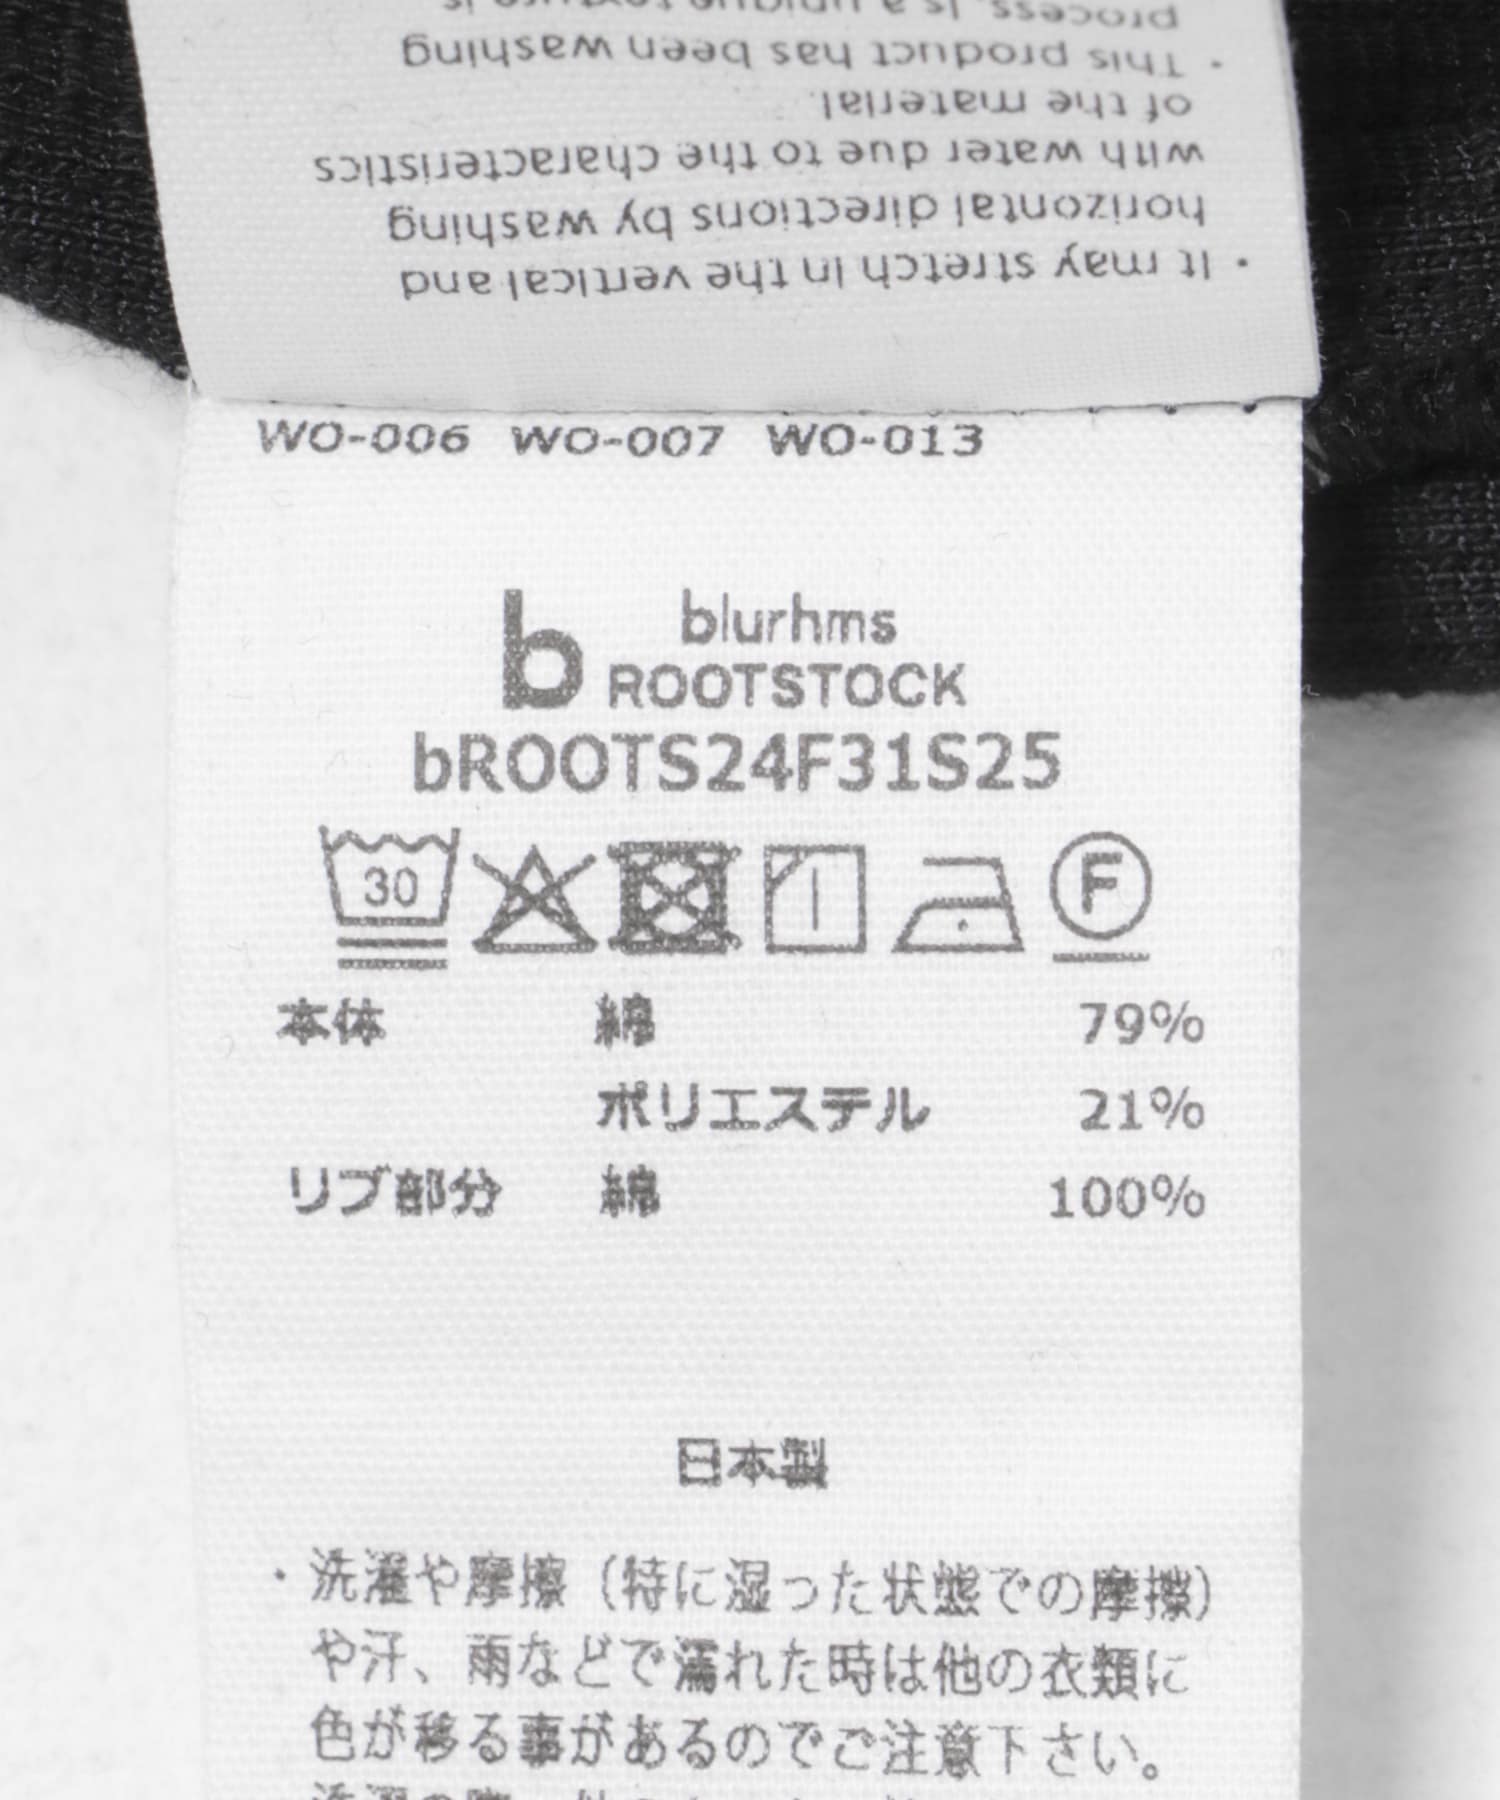 ・It may stretch in the vertical and
horizontal directions by washing
with water due to the characteristics
of the material.
・This product has been washing
process. is a unique texture is
WO-006 WO-007 WO-013
b blurhms
ROOTSTOCK
bROOTS24F31S25
30 F
本体 綿 79%
ポリエステル 21%
リブ部分 綿 100%
日本製
・洗濯や摩擦（特に湿った状態での摩擦）
や汗、雨などで濡れた時は他の衣類に
色が移る事があるのでご注意下さい。